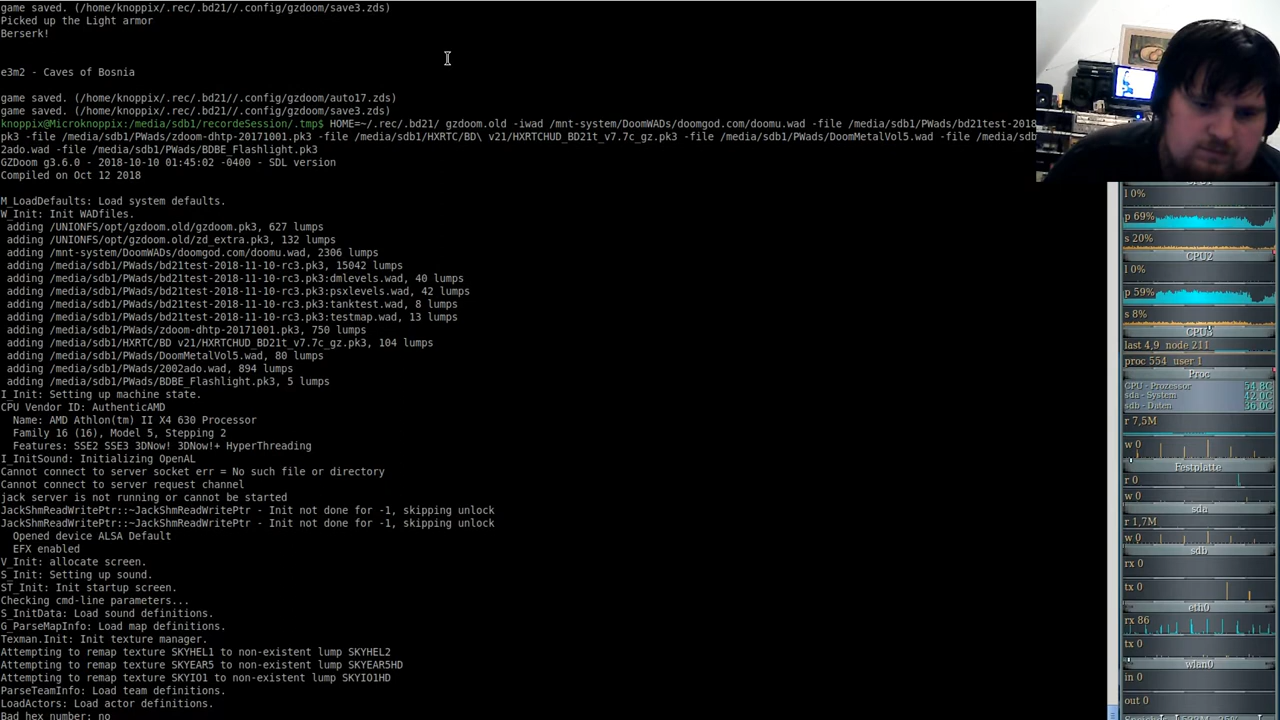 game saved. (/home/knoppix/.rec/.bd21//.config/gzdoom/save3.zds)
Picked up the Light armor
Berserk!
e3m2 - Caves of Bosnia
game saved. (/home/knoppix/.rec/.bd21//.config/gzdoom/auto17.zds)
game saved. (/home/knoppix/.rec/.bd21//.config/gzdoom/save3.zds)
knoppix@Microknoppix:/media/sdb1/recordeSession/.tmp$ HOME=~/.rec/.bd21/ gzdoom.old -iwad /mnt-system/DoomWADs/doomgod.com/doomu.wad -file /media/sdb1/PWads/bd21test-2018
pk3 -file /media/sdb1/PWads/zdoom-dhtp-20171001.pk3 -file /media/sdb1/HXRTC/BD\ v21/HXRTCHUD_BD21t_v7.7c_gz.pk3 -file /media/sdb1/PWads/DoomMetalVol5.wad -file /media/sdb
2ado.wad -file /media/sdb1/PWads/BDBE_Flashlight.pk3
GZDoom g3.6.0 - 2018-10-10 01:45:02 -0400 - SDL version
Compiled on Oct 12 2018
M_LoadDefaults: Load system defaults.
W_Init: Init WADfiles.
adding /UNIONFS/opt/gzdoom.old/gzdoom.pk3, 627 lumps
adding /UNIONFS/opt/gzdoom.old/zd_extra.pk3, 132 lumps
adding /mnt-system/DoomWADs/doomgod.com/doomu.wad, 2306 lumps
adding /media/sdb1/PWads/bd21test-2018-11-10-rc3.pk3, 15042 lumps
adding /media/sdb1/PWads/bd21test-2018-11-10-rc3.pk3:dmlevels.wad, 40 lumps
adding /media/sdb1/PWads/bd21test-2018-11-10-rc3.pk3:psxlevels.wad, 42 lumps
adding /media/sdb1/PWads/bd21test-2018-11-10-rc3.pk3:tanktest.wad, 8 lumps
adding /media/sdb1/PWads/bd21test-2018-11-10-rc3.pk3:testmap.wad, 13 lumps
adding /media/sdb1/PWads/zdoom-dhtp-20171001.pk3, 750 lumps
adding /media/sdb1/HXRTC/BD v21/HXRTCHUD_BD21t_v7.7c_gz.pk3, 104 lumps
adding /media/sdb1/PWads/DoomMetalVol5.wad, 80 lumps
adding /media/sdb1/PWads/2002ado.wad, 894 lumps
adding /media/sdb1/PWads/BDBE_Flashlight.pk3, 5 lumps
I_Init: Setting up machine state.
CPU Vendor ID: AuthenticAMD
Name: AMD Athlon(tm) II X4 630 Processor
Family 16 (16), Model 5, Stepping 2
Features: SSE2 SSE3 3DNow! 3DNow!+ HyperThreading
I_InitSound: Initializing OpenAL
Cannot connect to server socket err = No such file or directory
Cannot connect to server request channel
jack server is not running or cannot be started
JackShmReadWritePtr::~JackShmReadWritePtr - Init not done for -1, skipping unlock
JackShmReadWritePtr::~JackShmReadWritePtr - Init not done for -1, skipping unlock
Opened device ALSA Default
EFX enabled
V_Init: allocate screen.
S_Init: Setting up sound.
ST_Init: Init startup screen.
Checking cmd-line parameters...
S_InitData: Load sound definitions.
G_ParseMapInfo: Load map definitions.
Texman.Init: Init texture manager.
Attempting to remap texture SKYHEL1 to non-existent lump SKYHEL2
Attempting to remap texture SKYEAR5 to non-existent lump SKYEAR5HD
Attempting to remap texture SKYIO1 to non-existent lump SKYIO1HD
ParseTeamInfo: Load team definitions.
LoadActors: Load actor definitions.
Bad hex number: no
l 0%
p 69%
s 20%
CPU2
l 0%
p 59%
s 8%
CPU3
last 4,9 node 211
proc 554 user 1
Proc
CPU - Prozessor 54.8C
sda - System 42.0C
sdb - Daten 36.0C
r 7,5M
w 0
Festplatte
r 0
w 0
sda
r 1,7M
w 0
sdb
rx 0
tx 0
eth0
rx 86
tx 0
wlan0
in 0
out 0